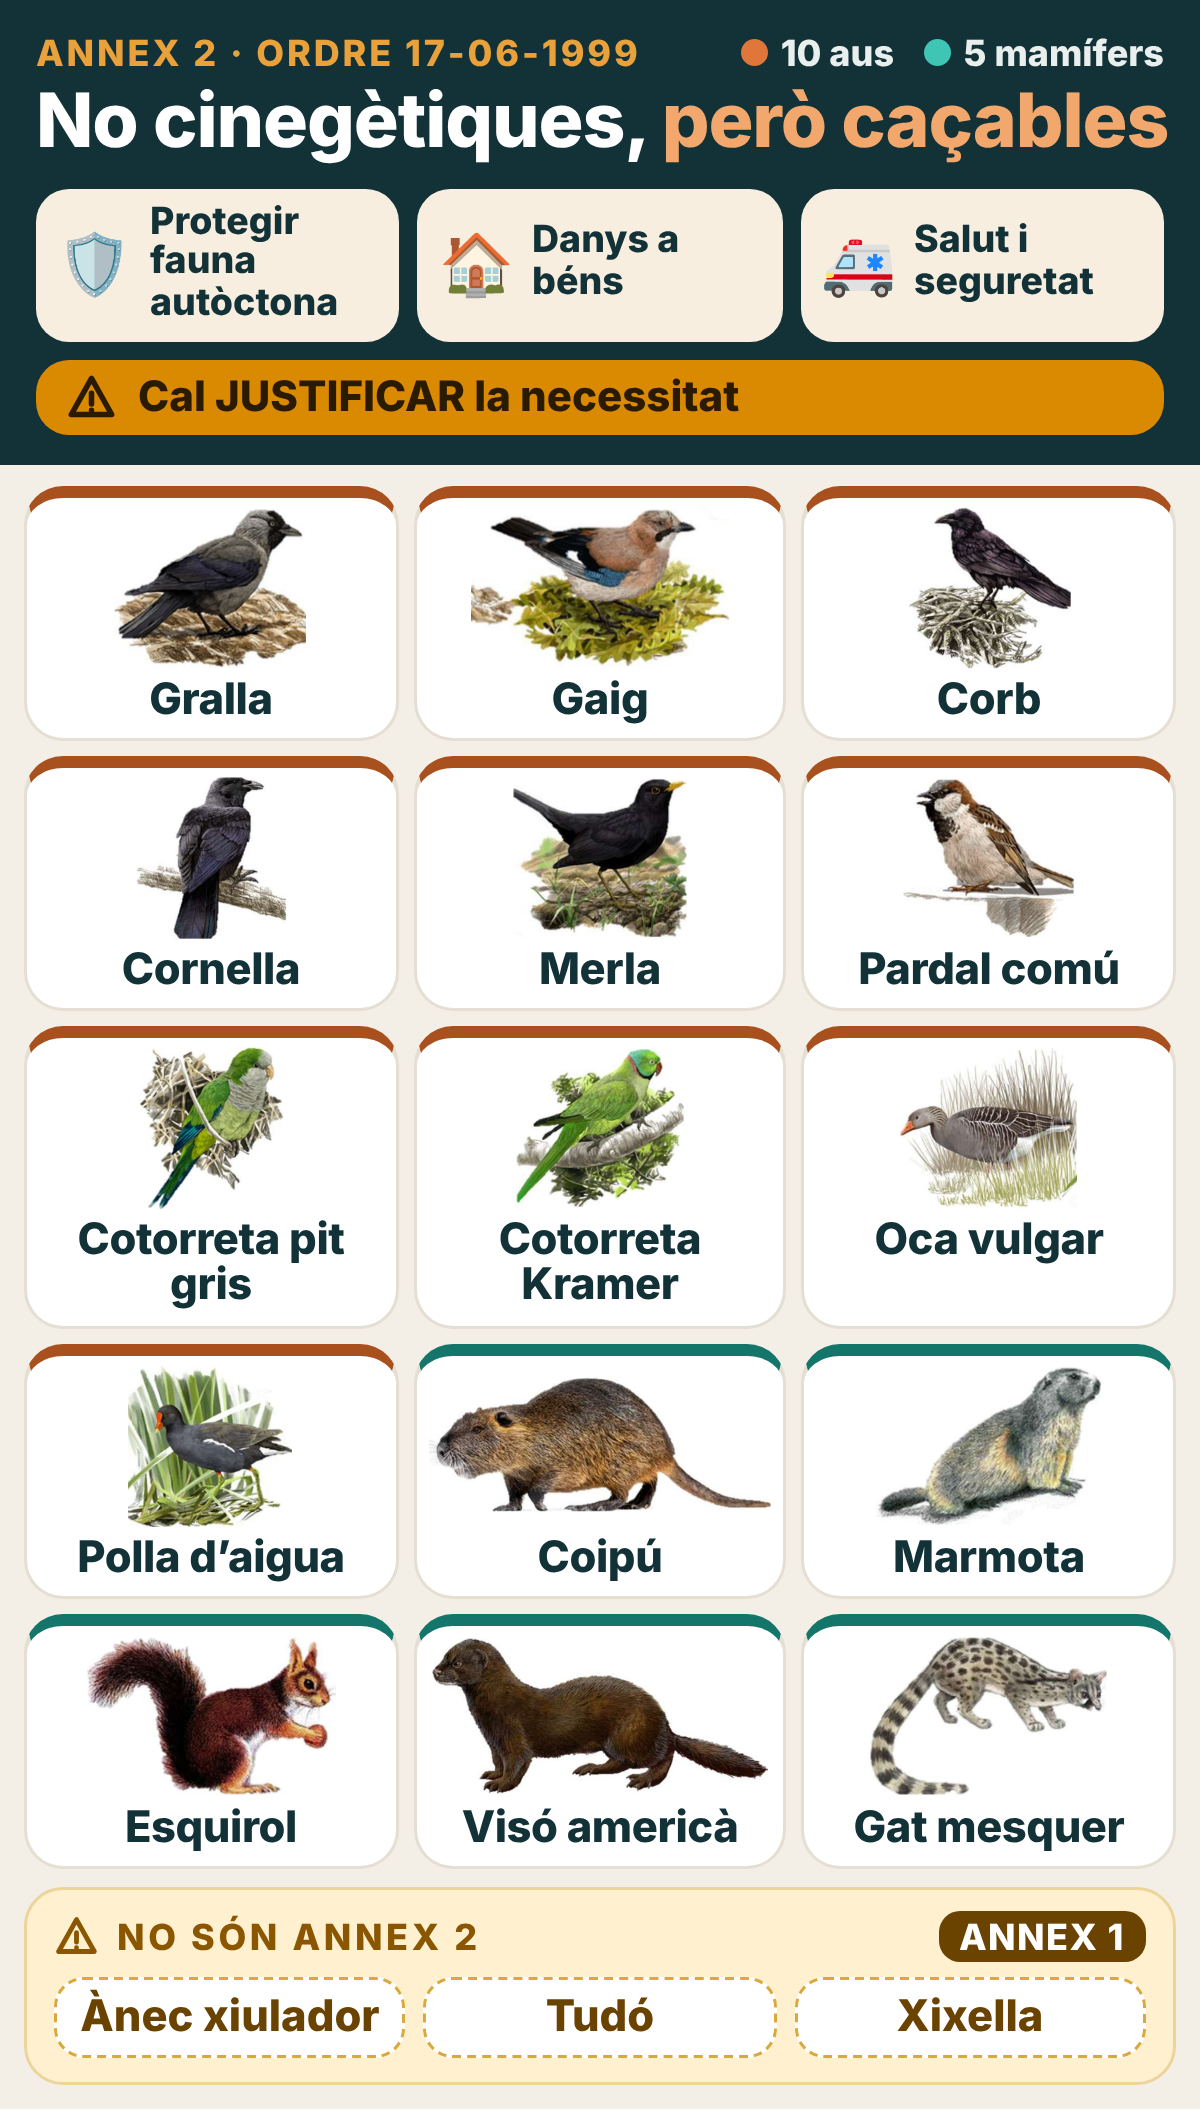 ANNEX 2 · ORDRE 17-06-1999
10 aus
5 mamífers
No cinegètiques, però caçables
Protegir
fauna
autòctona
Danys a
béns
Salut i
seguretat
Cal JUSTIFICAR la necessitat
Gralla
Gaig
Corb
Cornella
Merla
Pardal comú
Cotorreta pit
gris
Cotorreta
Kramer
Oca vulgar
Polla d’aigua
Coipú
Marmota
Esquirol
Visó americà
Gat mesquer
NO SÓN ANNEX 2
ANNEX 1
Ànec xiulador
Tudó
Xixella